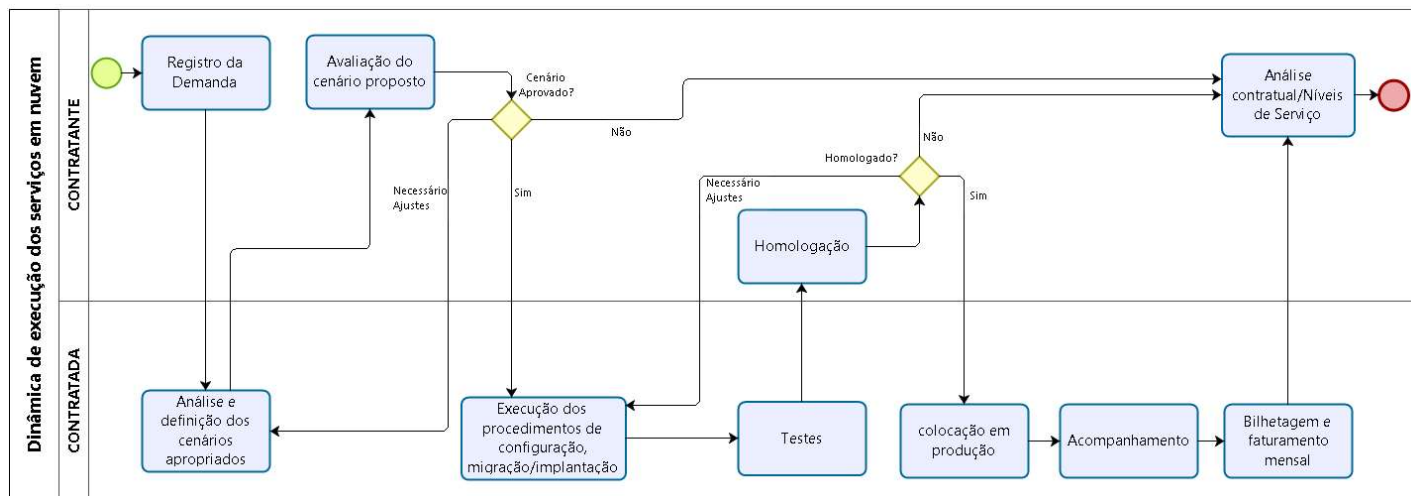 Dinâmica de execução dos serviços em nuvem
CONTRATANTE
Registro da
Demanda
Avaliação do
cenário proposto
Cenário
Aprovado?
Não
Necessário
Ajustes
Sim
Homologação
Homologado?
Não
Necessário
Ajustes
Sim
Análise
contratual/Níveis
de Serviço
CONTRATADA
Análise e
definição dos
cenários
apropriados
Execução dos
procedimentos de
configuração,
migração/implantação
Testes
colocação em
produção
Acompanhamento
Bilhetagem e
faturamento
mensal